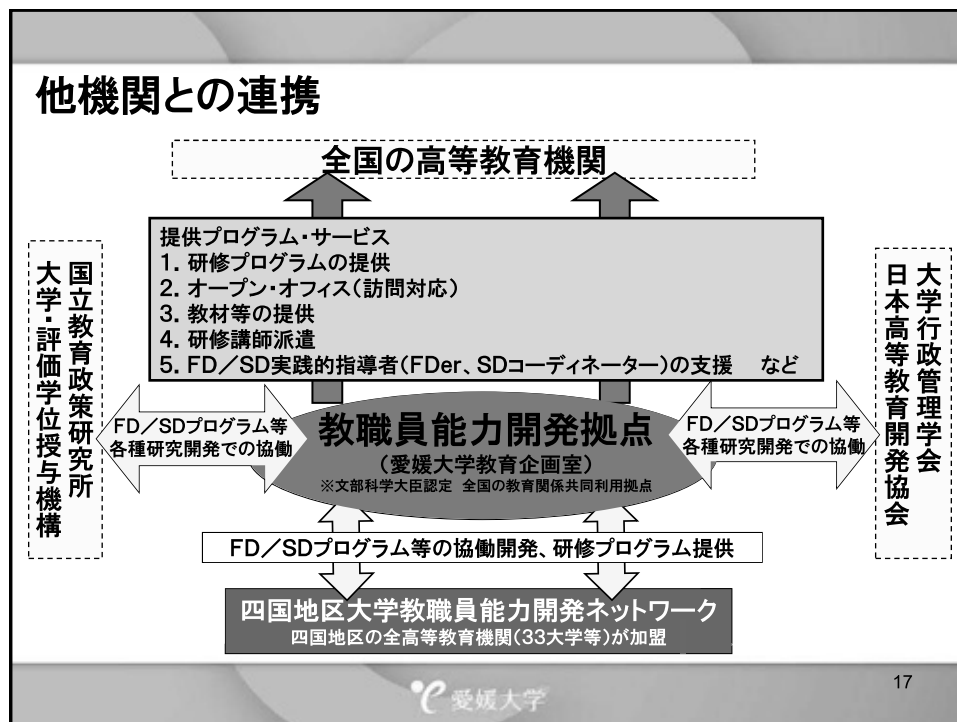 他機関との連携
全国の高等教育機関
提供プログラム・サービス
1. 研修プログラムの提供
2. オープン・オフィス(訪問対応)
3. 教材等の提供
4. 研修講師派遣
5. FD/SD実践的指導者(FDer、SDコーディネーター)の支援 など
国立教育政策研究所
大学・評価学位授与機構
大学行政管理学会
日本高等教育開発協会
FD/SDプログラム等
各種研究開発での協働
教職員能力開発拠点
(愛媛大学教育企画室)
※文部科学大臣認定 全国の教育関係共同利用拠点
FD/SDプログラム等
各種研究開発での協働
FD/SDプログラム等の協働開発、研修プログラム提供
四国地区大学教職員能力開発ネットワーク
四国地区の全高等教育機関(33大学等)が加盟
愛媛大学
17